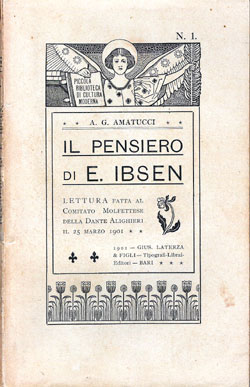 N. 1.
PICCOLA
BIBLIOTECA
DI CULTURA
MODERNA
A. G. AMATUCCI
IL PENSIERO
DI E. IBSEN
LETTURA FATTA AL
COMITATO MOLFETTESE
DELLA DANTE ALIGHIERI
IL 25 MARZO 1901
1901 — GIUS. LATERZA
& FIGLI — Tipografi-Librai-
Editori — BARI